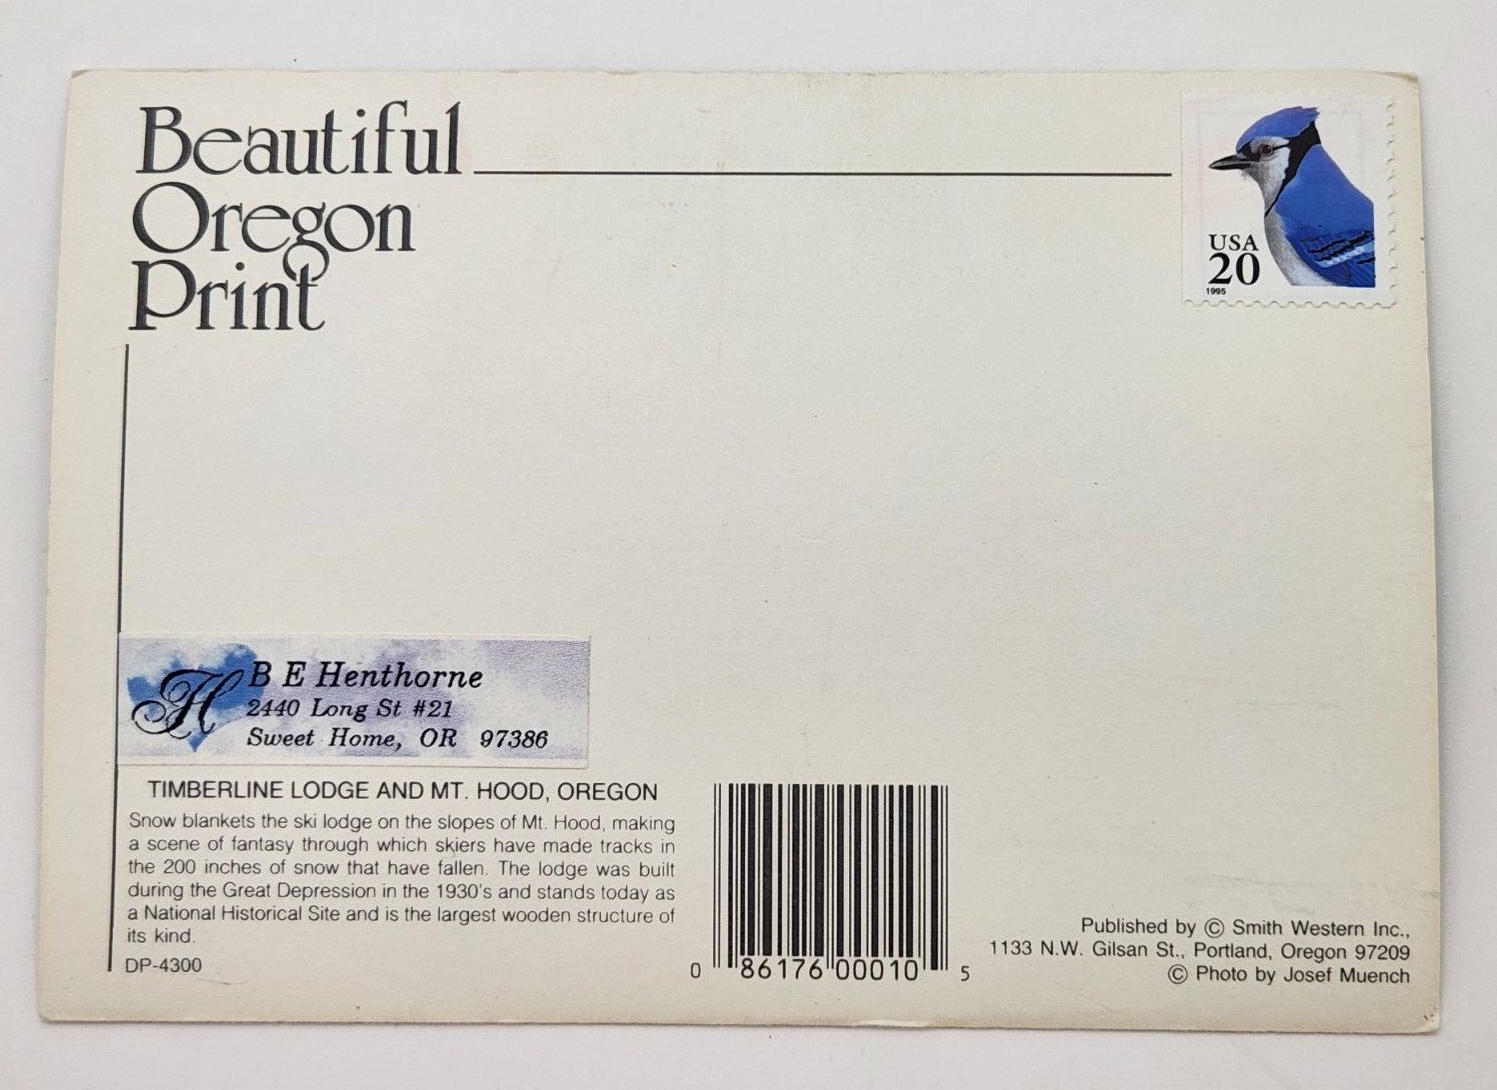 Beautiful
Oregon
Print
USA
20
1995
H
B E Henthorne
2440 Long St #21
Sweet Home, OR 97386
TIMBERLINE LODGE AND MT. HOOD, OREGON
Snow blankets the ski lodge on the slopes of Mt. Hood, making
a scene of fantasy through which skiers have made tracks in
the 200 inches of snow that have fallen. The lodge was built
during the Great Depression in the 1930's and stands today as
a National Historical Site and is the largest wooden structure of
its kind.
DP-4300
0 86176 00010 5
Published by © Smith Western Inc.,
1133 N.W. Gilsan St., Portland, Oregon 97209
© Photo by Josef Muench